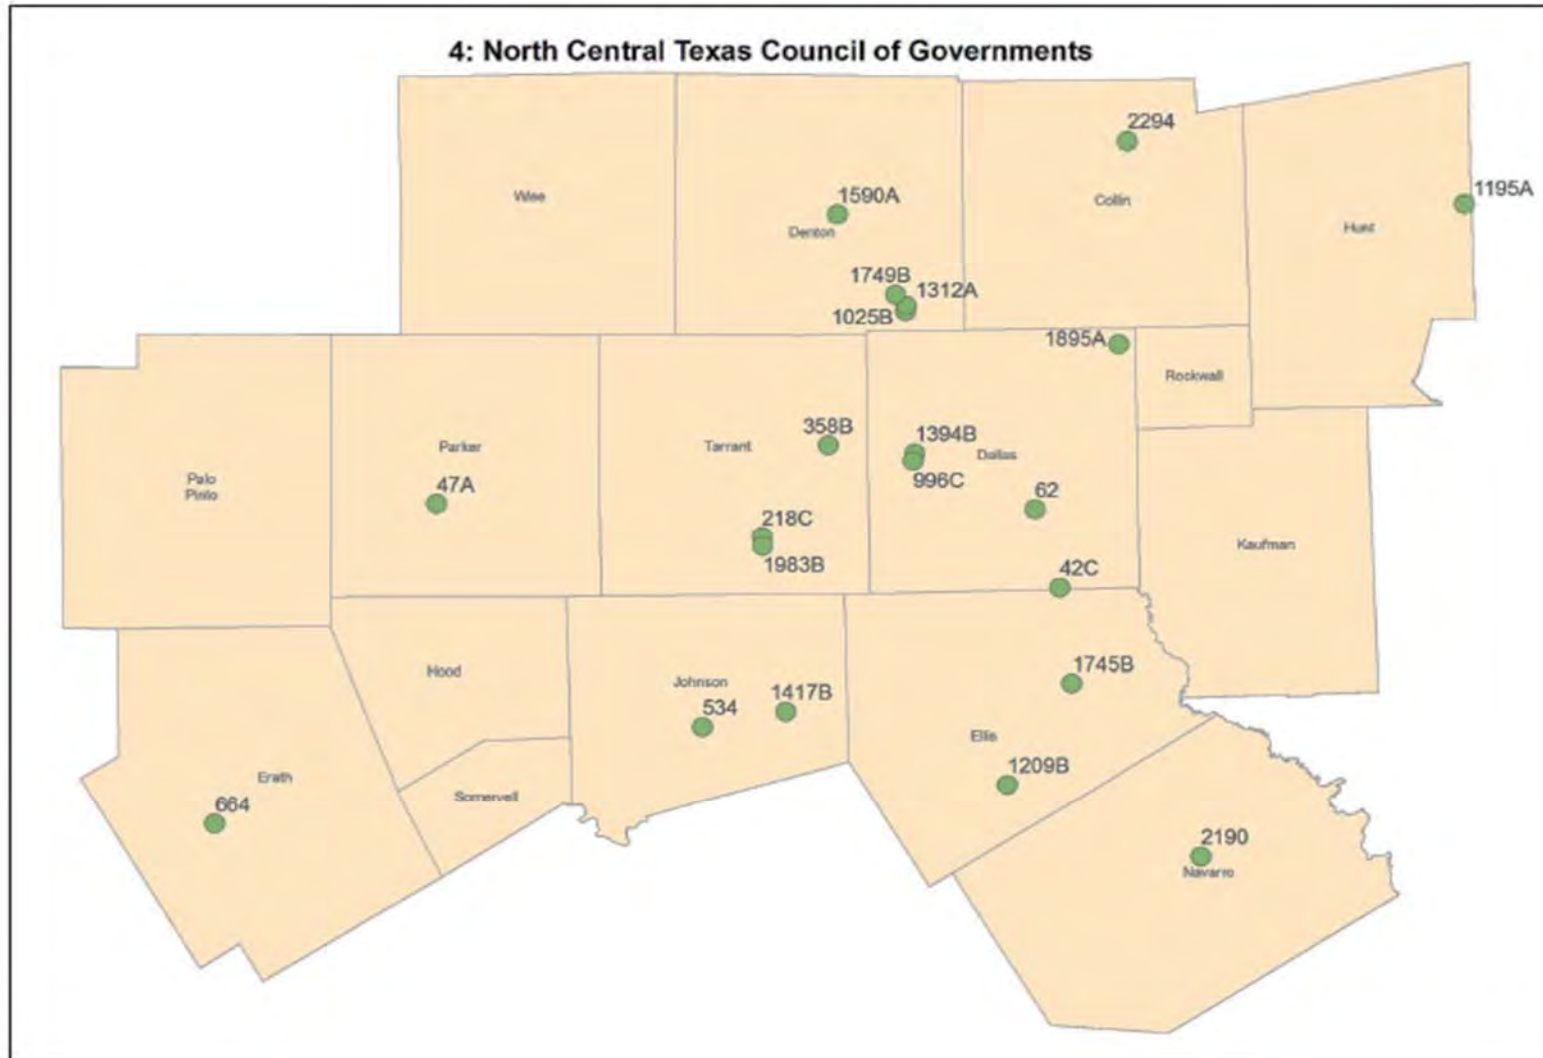 4: North Central Texas Council of Governments
2294
1195A
Wise
1590A
Collin
Denton
Hunt
1749B
1312A
1025B
1895A
Rockwall
358B
1394B
Parker
Tarrant
Dallas
Palo
Pinto
47A
996C
62
218C
Kaufman
1983B
42C
1745B
Hood
Johnson
1417B
534
Ellis
1209B
Erath
Somervell
664
2190
Navarro